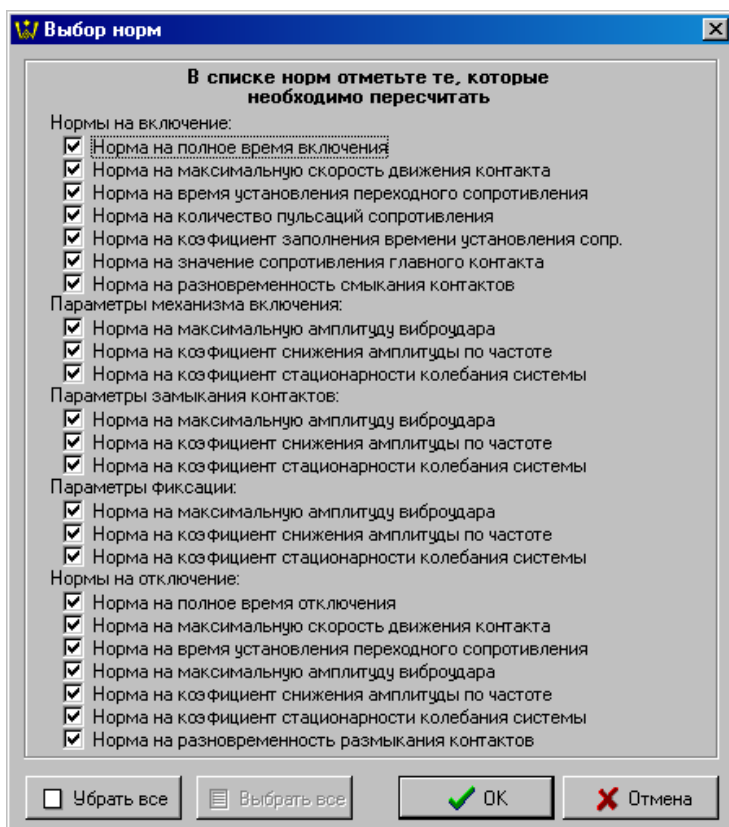 Выбор норм
В списке норм отметьте те, которые
необходимо пересчитать
Нормы на включение:
Норма на полное время включения
Норма на максимальную скорость движения контакта
Норма на время установления переходного сопротивления
Норма на количество пульсаций сопротивления
Норма на коэфициент заполнения времени установления сопр.
Норма на значение сопротивления главного контакта
Норма на разновременность смыкания контактов
Параметры механизма включения:
Норма на максимальную амплитуду виброудара
Норма на коэфициент снижения амплитуды по частоте
Норма на коэфициент стационарности колебания системы
Параметры замыкания контактов:
Норма на максимальную амплитуду виброудара
Норма на коэфициент снижения амплитуды по частоте
Норма на коэфициент стационарности колебания системы
Параметры фиксации:
Норма на максимальную амплитуду виброудара
Норма на коэфициент снижения амплитуды по частоте
Норма на коэфициент стационарности колебания системы
Нормы на отключение:
Норма на полное время отключения
Норма на максимальную скорость движения контакта
Норма на время установления переходного сопротивления
Норма на максимальную амплитуду виброудара
Норма на коэфициент снижения амплитуды по частоте
Норма на коэфициент стационарности колебания системы
Норма на разновременность размыкания контактов
Убрать все Выбрать все OK Отмена